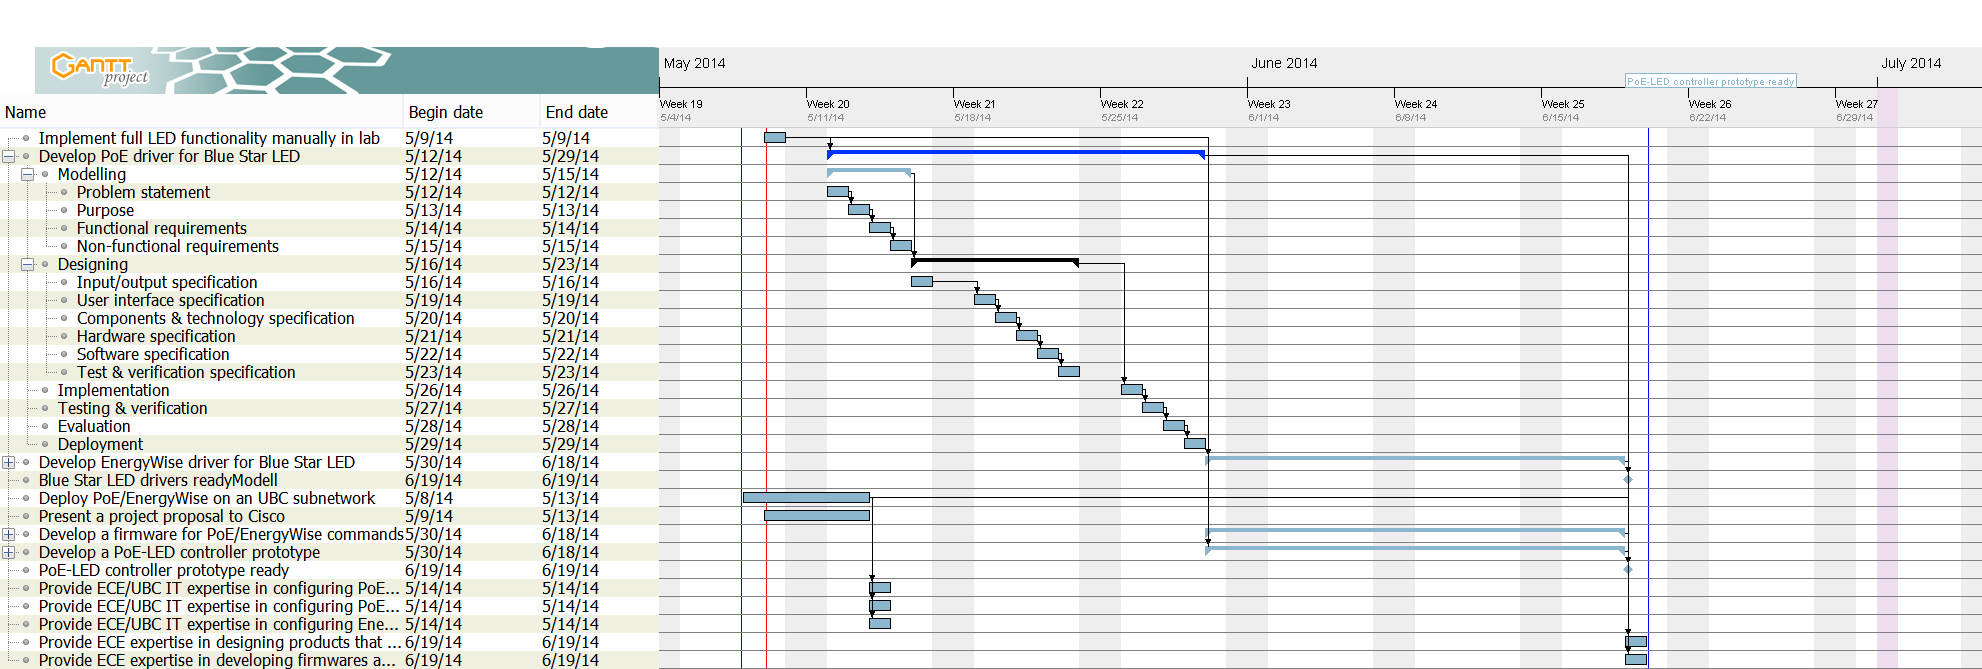 GANTT
project
May 2014 June 2014 July 2014
PoE-LED controller prototype ready
Name Begin date End date
Week 19 Week 20 Week 21 Week 22 Week 23 Week 24 Week 25 Week 26 Week 27
5/4/14 5/11/14 5/18/14 5/25/14 6/1/14 6/8/14 6/15/14 6/22/14 6/29/14
Implement full LED functionality manually in lab 5/9/14 5/9/14
Develop PoE driver for Blue Star LED 5/12/14 5/29/14
Modelling 5/12/14 5/15/14
Problem statement 5/12/14 5/12/14
Purpose 5/13/14 5/13/14
Functional requirements 5/14/14 5/14/14
Non-functional requirements 5/15/14 5/15/14
Designing 5/16/14 5/23/14
Input/output specification 5/16/14 5/16/14
User interface specification 5/19/14 5/19/14
Components & technology specification 5/20/14 5/20/14
Hardware specification 5/21/14 5/21/14
Software specification 5/22/14 5/22/14
Test & verification specification 5/23/14 5/23/14
Implementation 5/26/14 5/26/14
Testing & verification 5/27/14 5/27/14
Evaluation 5/28/14 5/28/14
Deployment 5/29/14 5/29/14
Develop EnergyWise driver for Blue Star LED 5/30/14 6/18/14
Blue Star LED drivers readyModell 6/19/14 6/19/14
Deploy PoE/EnergyWise on an UBC subnetwork 5/8/14 5/13/14
Present a project proposal to Cisco 5/9/14 5/13/14
Develop a firmware for PoE/EnergyWise commands 5/30/14 6/18/14
Develop a PoE-LED controller prototype 5/30/14 6/18/14
PoE-LED controller prototype ready 6/19/14 6/19/14
Provide ECE/UBC IT expertise in configuring PoE... 5/14/14 5/14/14
Provide ECE/UBC IT expertise in configuring PoE... 5/14/14 5/14/14
Provide ECE/UBC IT expertise in configuring Ene... 5/14/14 5/14/14
Provide ECE expertise in designing products that ... 6/19/14 6/19/14
Provide ECE expertise in developing firmwares a... 6/19/14 6/19/14